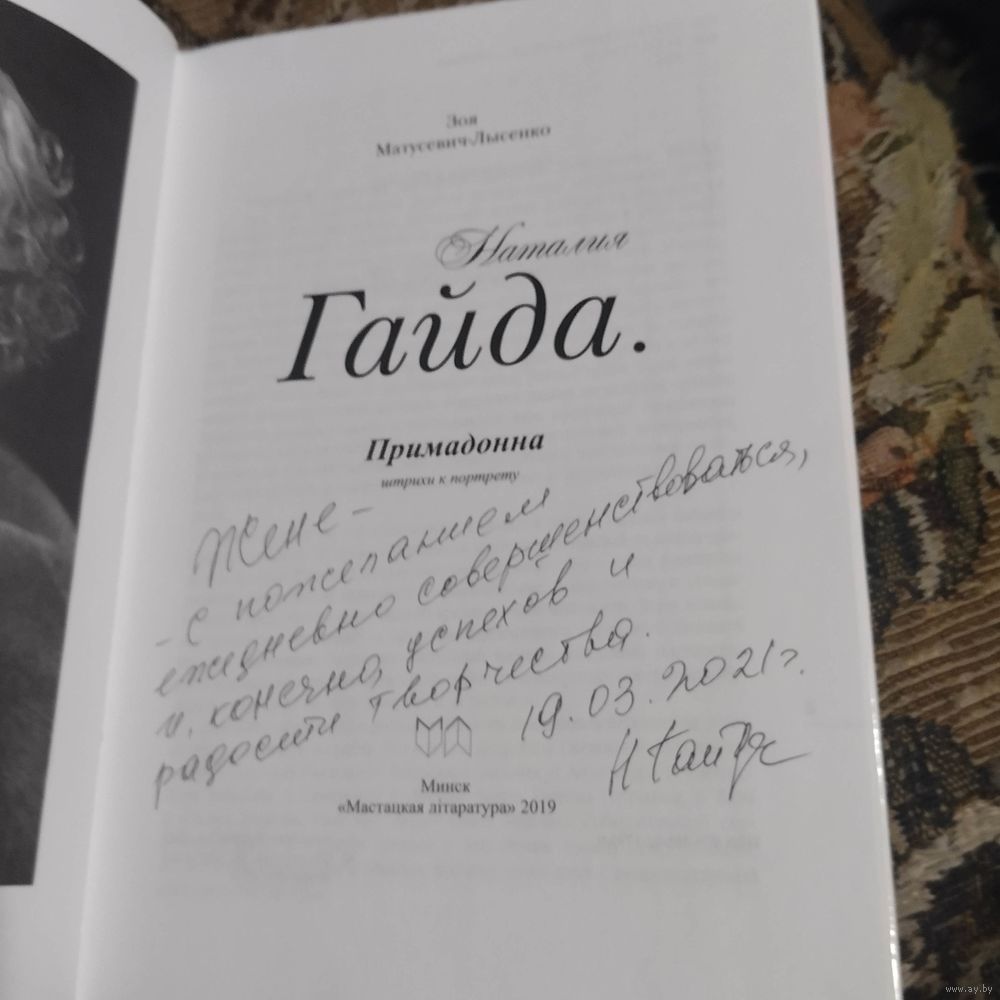 Зоя
Матусевич-Лысенко
Наталия
Гайда.
Примадонна
штрихи к портрету
Жене –
– с пожеланием
ежедневно совершенствоваться,
и, конечно, успехов и
радости творчества.
19.03.2021г.
НГайда
Минск
«Мастацкая літаратура» 2019
www.ay.by